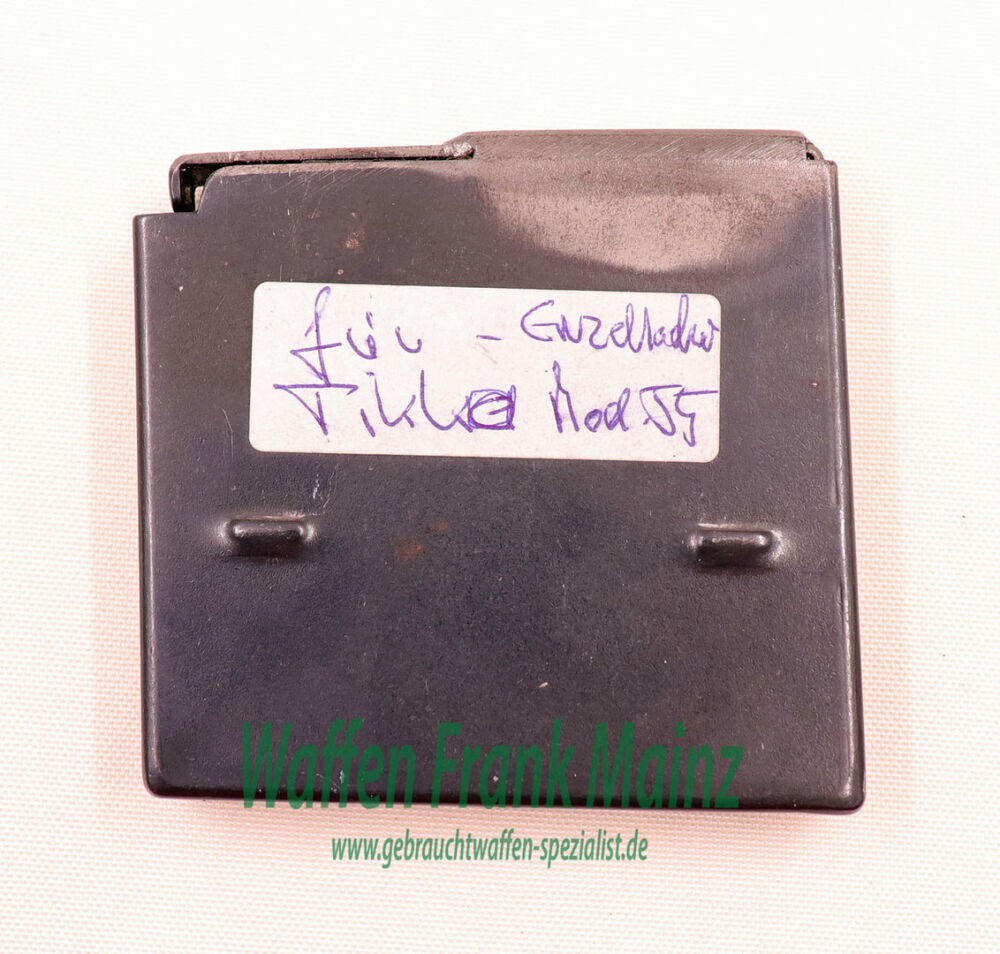 für - Einzellader
Tikka Mod 55
Waffen Frank Mainz
www.gebrauchtwaffen-spezialist.de